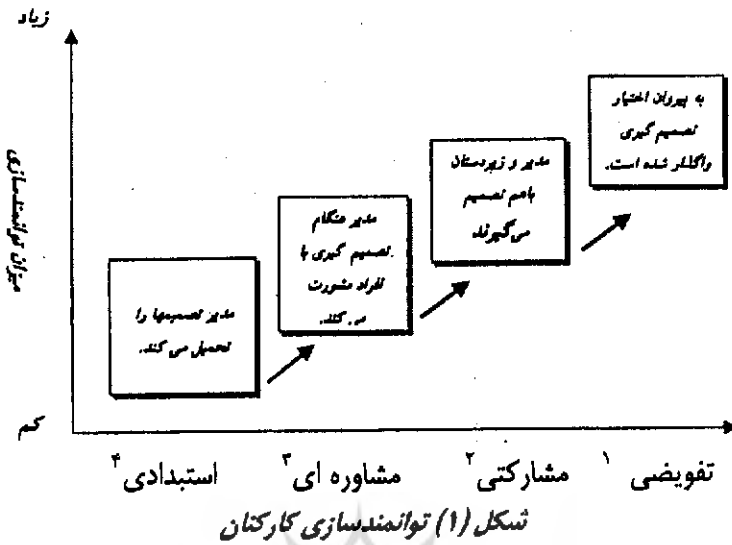 زیاد
میزان توانمندسازی
کم
به پیروان اختیار
تصمیم گیری
واگذار شده است.
مدیر و زیردستان
باهم تصمیم
می‌گیرند
مدیر هنگام
تصمیم گیری با
افراد مشورت
می کند.
مدیر تصمیمها را
تحمیل می کند.
تفویضی ۱
مشارکتی ۲
مشاوره ای ۳
استبدادی ۴
شکل (۱) توانمندسازی کارکنان